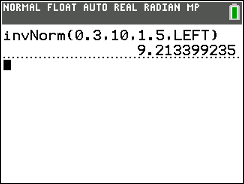 NORMAL FLOAT AUTO REAL RADIAN MP
invNorm(0.3,10,1.5,LEFT)
9.213399235